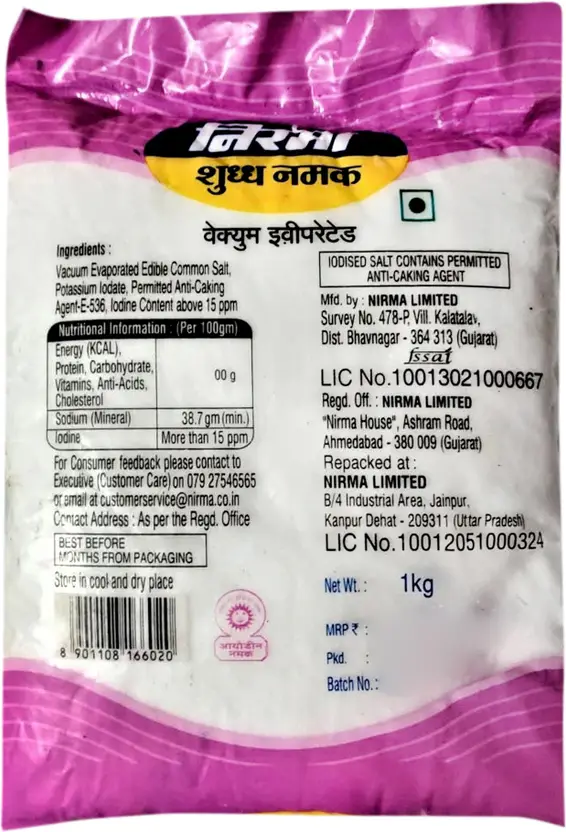 निरमा
शुध्ध नमक
वेक्युम इवीपरेटेड
Ingredients :
Vacuum Evaporated Edible Common Salt,
Potassium Iodate, Permitted Anti-Caking
Agent-E-536, Iodine Content above 15 ppm
Nutritional Information : (Per 100gm)
Energy (KCAL),
Protein, Carbohydrate,
Vitamins, Anti-Acids,
Cholesterol
00 g
Sodium (Mineral) 38.7 gm (min.)
Iodine More than 15 ppm
For Consumer feedback please contact to
Executive (Customer Care) on 079 27546565
or email at customerservice@nirma.co.in
Contact Address : As per the Regd. Office
BEST BEFORE
MONTHS FROM PACKAGING
Store in cool and dry place
8 901108 166020
आयोडीन
नमक
IODISED SALT CONTAINS PERMITTED
ANTI-CAKING AGENT
Mfd. by : NIRMA LIMITED
Survey No. 478-P, Vill. Kalatalav,
Dist. Bhavnagar - 364 313 (Gujarat)
fssai
LIC No.10013021000667
Regd. Off. : NIRMA LIMITED
"Nirma House", Ashram Road,
Ahmedabad - 380 009 (Gujarat)
Repacked at :
NIRMA LIMITED
B/4 Industrial Area, Jainpur,
Kanpur Dehat - 209311 (Uttar Pradesh)
LIC No.10012051000324
Net Wt. : 1kg
MRP ₹ :
Pkd. :
Batch No. :